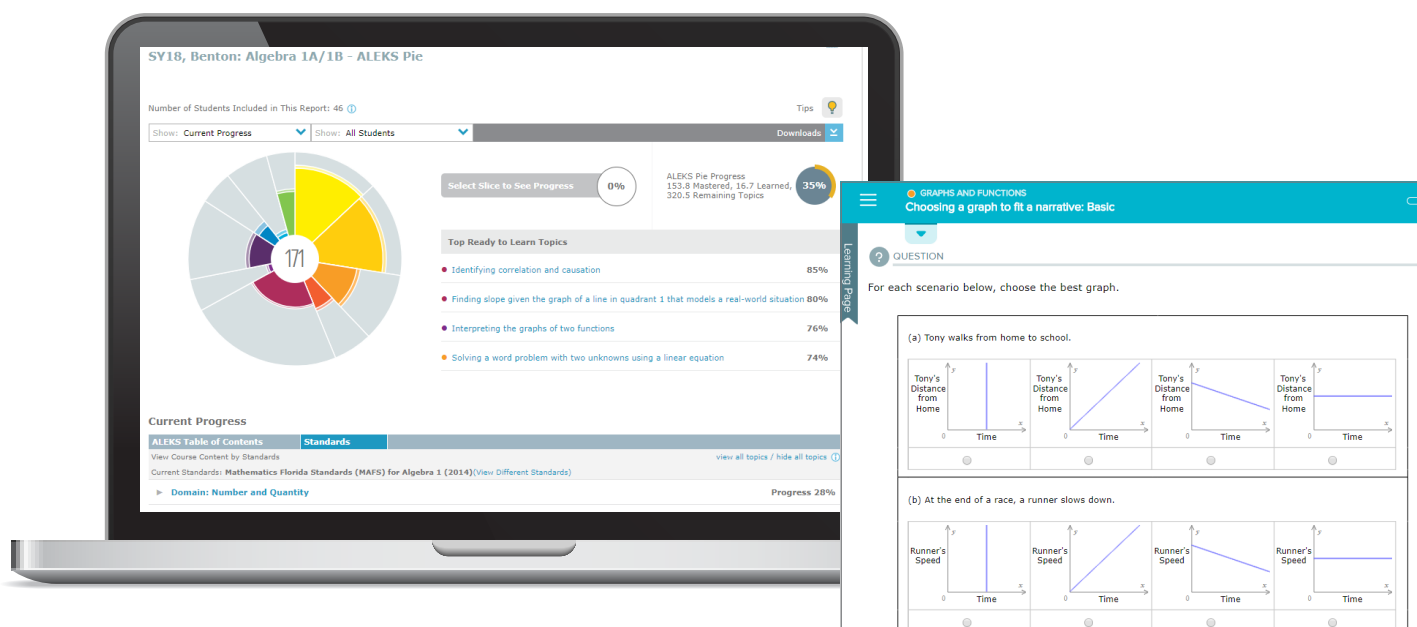 SY18, Benton: Algebra 1A/1B - ALEKS Pie
Number of Students Included in This Report: 46
Tips
Show: Current Progress
Show: All Students
Downloads
171
Select Slice to See Progress
0%
ALEKS Pie Progress
153.8 Mastered, 16.7 Learned,
320.5 Remaining Topics
35%
Top Ready to Learn Topics
Identifying correlation and causation 85%
Finding slope given the graph of a line in quadrant 1 that models a real-world situation 80%
Interpreting the graphs of two functions 76%
Solving a word problem with two unknowns using a linear equation 74%
Current Progress
ALEKS Table of Contents Standards
View Course Content by Standards view all topics / hide all topics
Current Standards: Mathematics Florida Standards (MAFS) for Algebra 1 (2014)(View Different Standards)
Domain: Number and Quantity Progress 28%
GRAPHS AND FUNCTIONS
Choosing a graph to fit a narrative: Basic
Learning Page
? QUESTION
For each scenario below, choose the best graph.
(a) Tony walks from home to school.
y y y y
Tony's Tony's Tony's Tony's
Distance Distance Distance Distance
from from from from
Home Home Home Home
x x x x
0 Time 0 Time 0 Time 0 Time
(b) At the end of a race, a runner slows down.
y y y y
Runner's Runner's Runner's Runner's
Speed Speed Speed Speed
x x x x
0 Time 0 Time 0 Time 0 Time